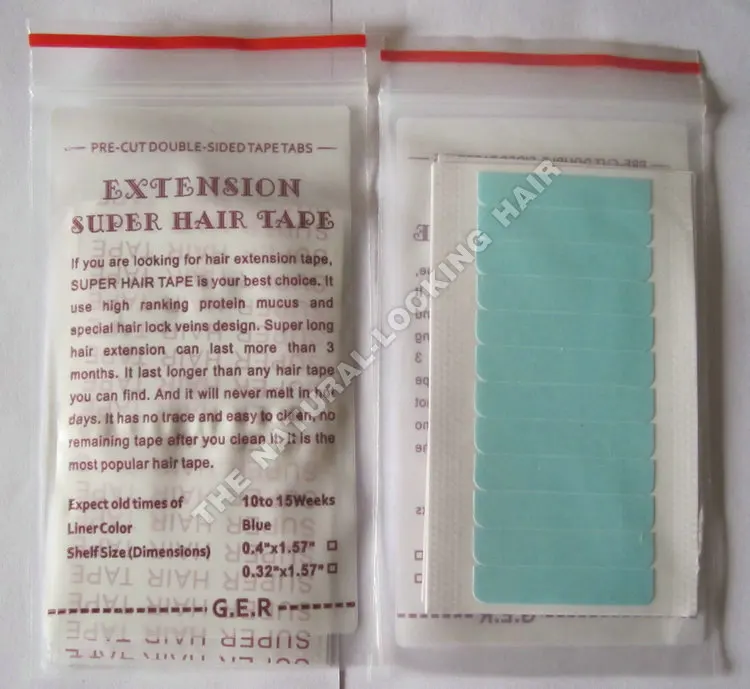 PRE-CUT DOUBLE-SIDED TAPE TABS
EXTENSION
SUPER HAIR TAPE
If you are looking for hair extension tape,
SUPER HAIR TAPE is your best choice. It
use high ranking protein mucus and
special hair lock veins design. Super long
hair extension can last more than 3
months. It last longer than any hair tape
you can find. And it will never melt in hot
days. It has no trace and easy to clean, no
remaining tape after you clean it. It is the
most popular hair tape.
Expect old times of 10to 15Weeks
Liner Color Blue
Shelf Size (Dimensions) 0.4"x1.57" □
0.32"x1.57" □
G.E.R
THE NATURAL-LOOKING HAIR